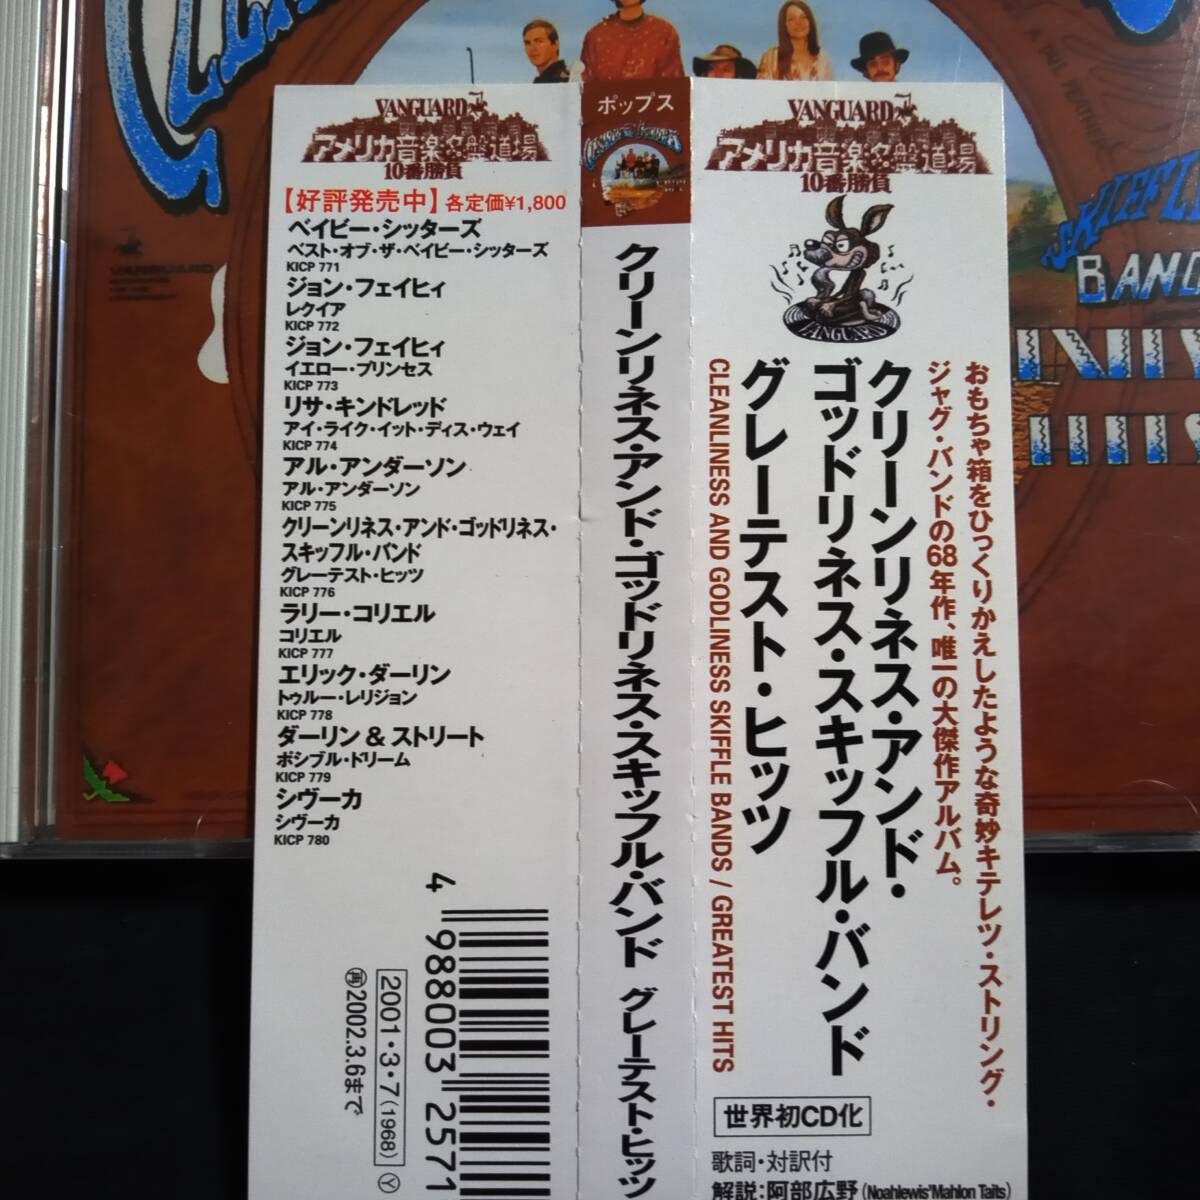 VANGUARD
アメリカ音楽名盤道場
10番勝負
【好評発売中】各定価¥1,800
ベイビー・シッターズ
ベスト・オブ・ザ・ベイビー・シッターズ
KICP 771
ジョン・フェイヒィ
レクイア
KICP 772
ジョン・フェイヒィ
イエロー・プリンセス
KICP 773
リサ・キンドレッド
アイ・ライク・イット・ディス・ウェイ
KICP 774
アル・アンダーソン
アル・アンダーソン
KICP 775
クリーンリネス・アンド・ゴッドリネス・
スキッフル・バンド
グレーテスト・ヒッツ
KICP 776
ラリー・コリエル
コリエル
KICP 777
エリック・ダーリン
トゥルー・レリジョン
KICP 778
ダーリン & ストリート
ポシブル・ドリーム
KICP 779
シヴーカ
シヴーカ
KICP 780
4 988003 2571
2001・3・7(1968) Ⓨ
再2002.3.6まで
ポップス
クリーンリネス・アンド・ゴッドリネス・スキッフル・バンド グレーテスト・ヒッツ
VANGUARD
アメリカ音楽名盤道場
10番勝負
VANGUARD
おもちゃ箱をひっくりかえしたような奇妙キテレツ・ストリング・
ジャグ・バンドの68年作、唯一の大傑作アルバム。
クリーンリネス・アンド・
ゴッドリネス・スキッフル・バンド
グレーテスト・ヒッツ
CLEANLINESS AND GODLINESS SKIFFLE BANDS / GREATEST HITS
世界初CD化
歌詞・対訳付
解説：阿部広野 (Noahlewis'Mahlon Taits)
VANGUARD
SKIFFLE
BAND
HITS